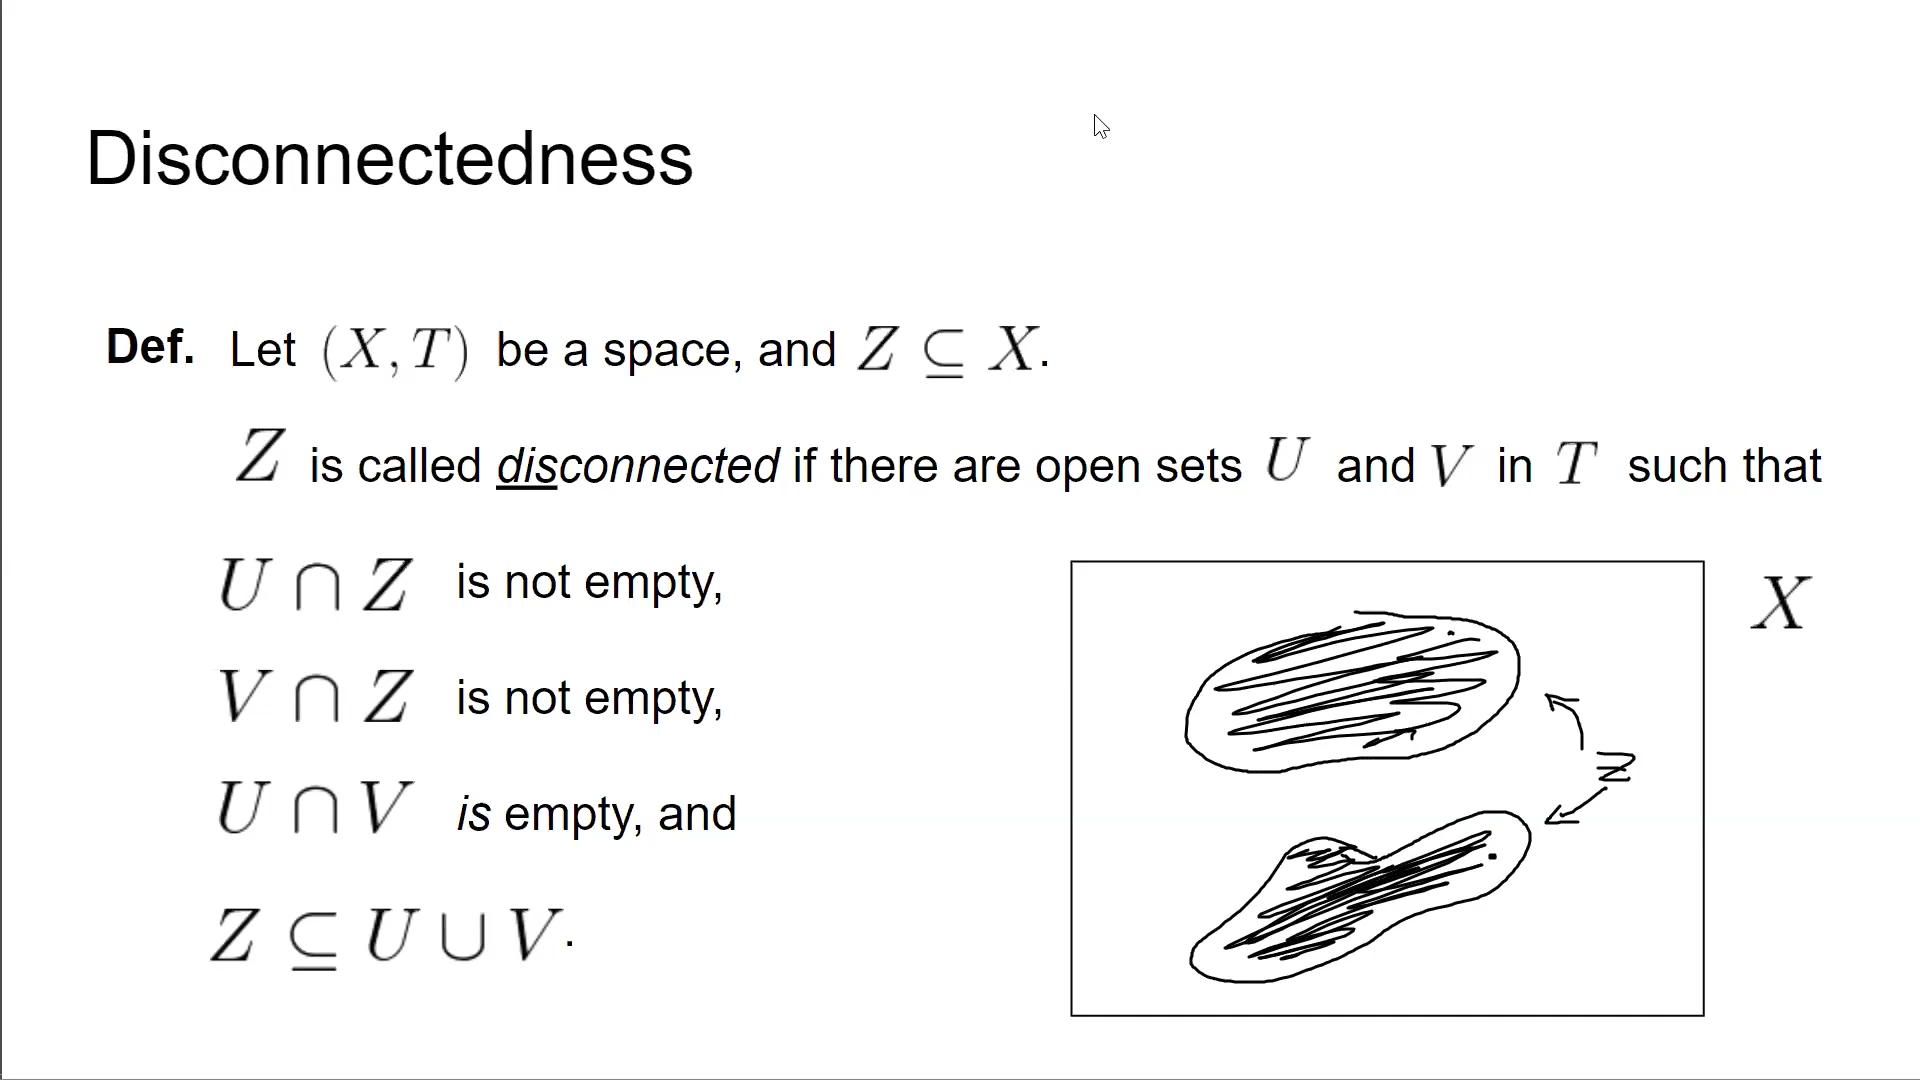 Disconnectedness
Def. Let (X, T) be a space, and Z ⊆ X.
Z is called disconnected if there are open sets U and V in T such that
U ∩ Z is not empty,
V ∩ Z is not empty,
U ∩ V is empty, and
Z ⊆ U ∪ V.
X
Z